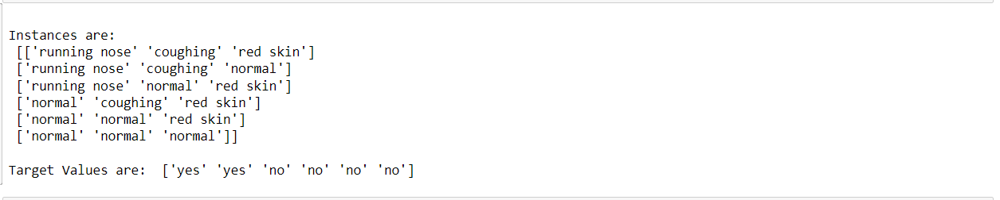 Instances are:
[['running nose' 'coughing' 'red skin']
['running nose' 'coughing' 'normal']
['running nose' 'normal' 'red skin']
['normal' 'coughing' 'red skin']
['normal' 'normal' 'red skin']
['normal' 'normal' 'normal']]
Target Values are:  ['yes' 'yes' 'no' 'no' 'no' 'no']